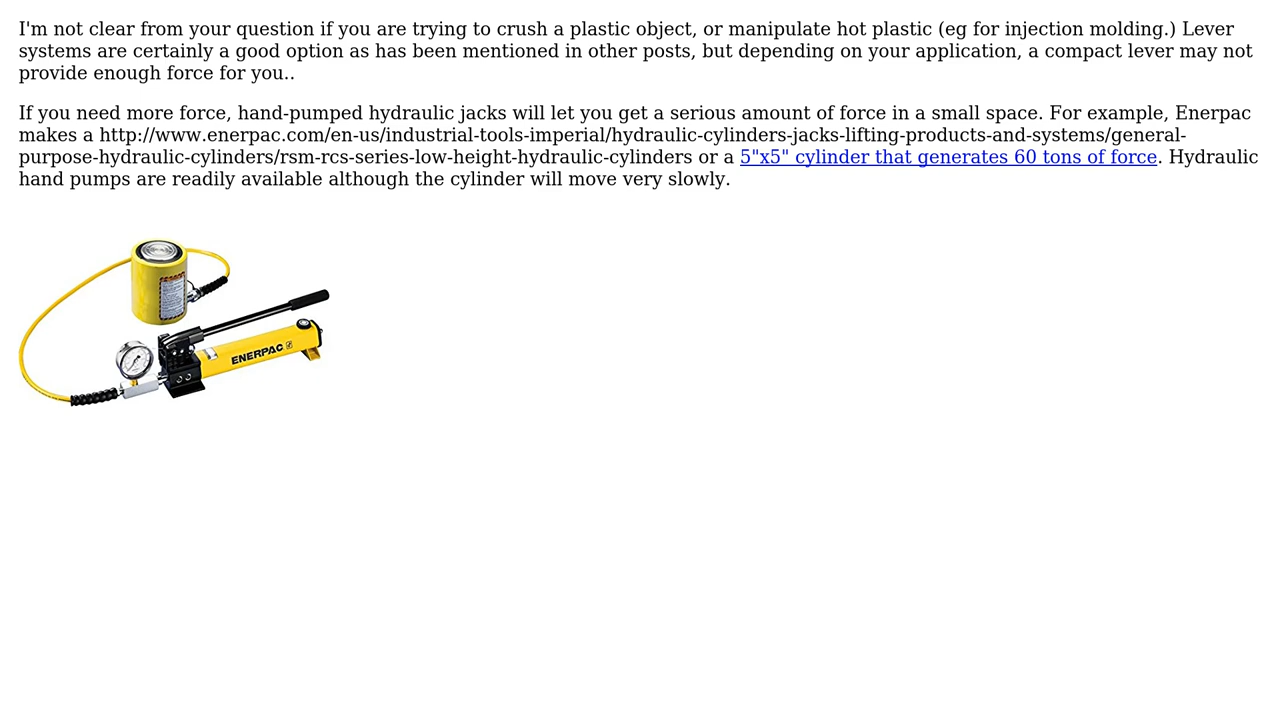 I'm not clear from your question if you are trying to crush a plastic object, or manipulate hot plastic (eg for injection molding.) Lever
systems are certainly a good option as has been mentioned in other posts, but depending on your application, a compact lever may not
provide enough force for you..
If you need more force, hand-pumped hydraulic jacks will let you get a serious amount of force in a small space. For example, Enerpac
makes a http://www.enerpac.com/en-us/industrial-tools-imperial/hydraulic-cylinders-jacks-lifting-products-and-systems/general-
purpose-hydraulic-cylinders/rsm-rcs-series-low-height-hydraulic-cylinders or a 5"x5" cylinder that generates 60 tons of force. Hydraulic
hand pumps are readily available although the cylinder will move very slowly.
ENERPAC